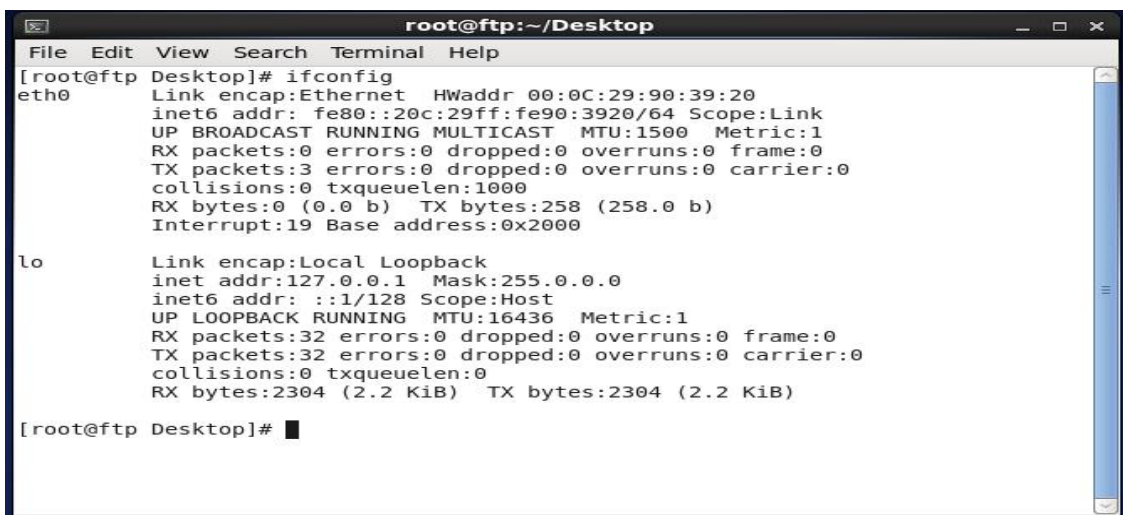 root@ftp:~/Desktop
File Edit View Search Terminal Help
[root@ftp Desktop]# ifconfig
eth0      Link encap:Ethernet  HWaddr 00:0C:29:90:39:20
          inet6 addr: fe80::20c:29ff:fe90:3920/64 Scope:Link
          UP BROADCAST RUNNING MULTICAST  MTU:1500  Metric:1
          RX packets:0 errors:0 dropped:0 overruns:0 frame:0
          TX packets:3 errors:0 dropped:0 overruns:0 carrier:0
          collisions:0 txqueuelen:1000
          RX bytes:0 (0.0 b)  TX bytes:258 (258.0 b)
          Interrupt:19 Base address:0x2000
lo        Link encap:Local Loopback
          inet addr:127.0.0.1  Mask:255.0.0.0
          inet6 addr: ::1/128 Scope:Host
          UP LOOPBACK RUNNING  MTU:16436  Metric:1
          RX packets:32 errors:0 dropped:0 overruns:0 frame:0
          TX packets:32 errors:0 dropped:0 overruns:0 carrier:0
          collisions:0 txqueuelen:0
          RX bytes:2304 (2.2 KiB)  TX bytes:2304 (2.2 KiB)
[root@ftp Desktop]#